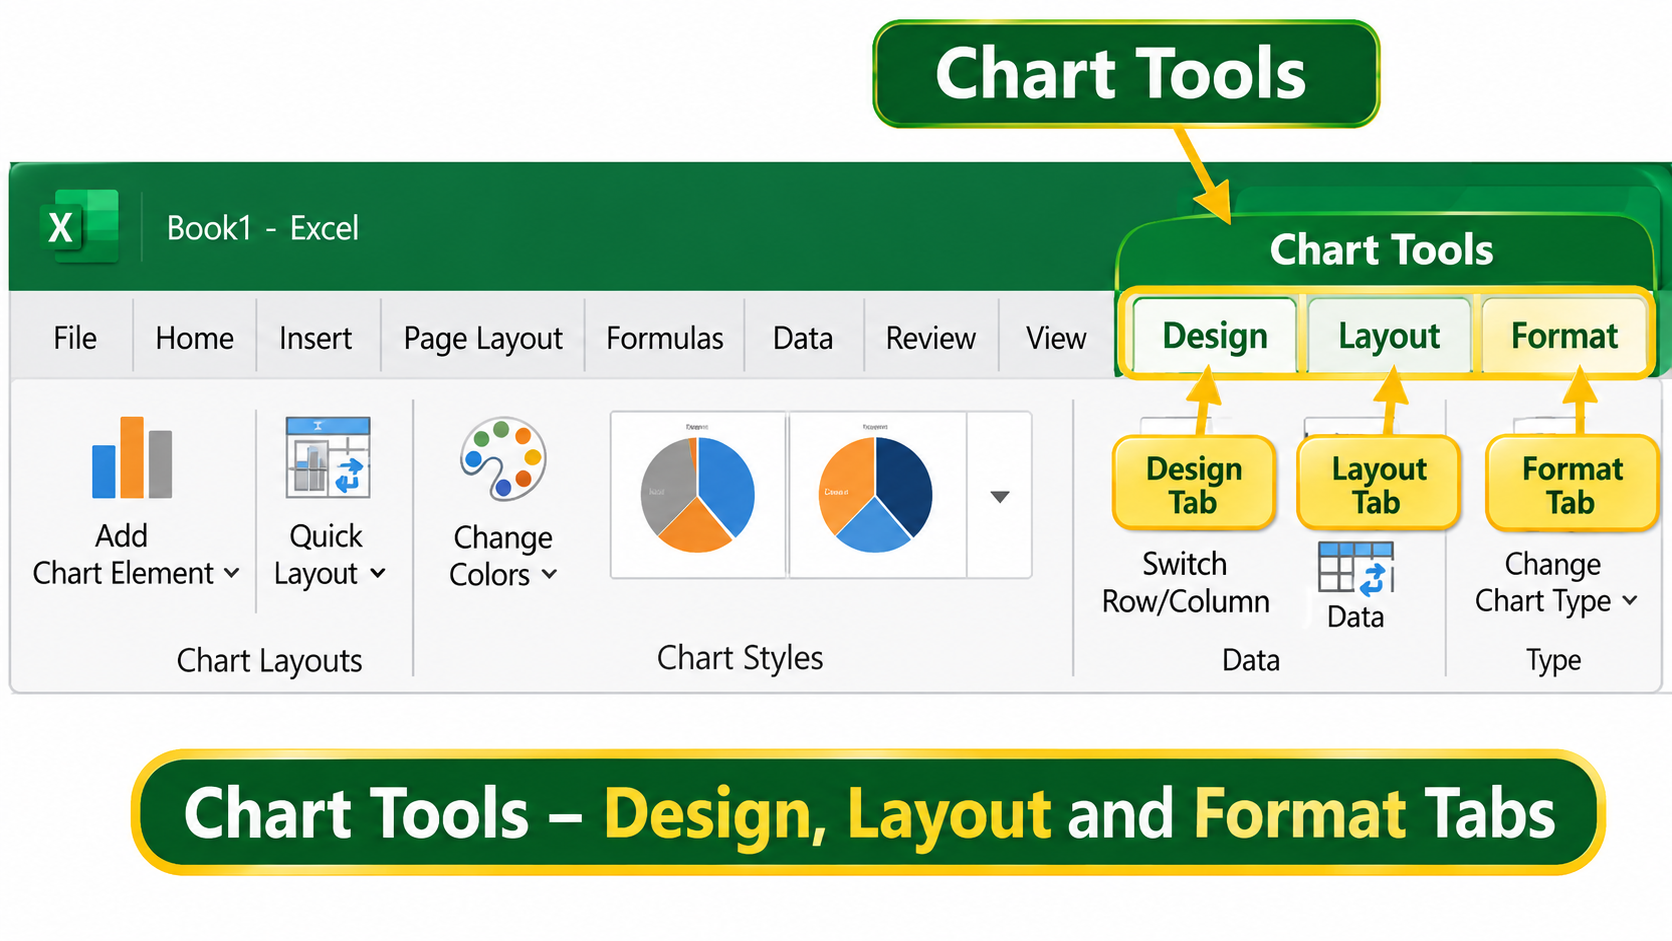 Chart Tools
X
Book1 - Excel
Chart Tools
File Home Insert Page Layout Formulas Data Review View Design Layout Format
Design
Tab
Layout
Tab
Format
Tab
Add
Chart Element
Quick
Layout
Change
Colors
Switch
Row/Column
Data
Change
Chart Type
Chart Layouts
Chart Styles
Data
Type
Chart Tools – Design, Layout and Format Tabs